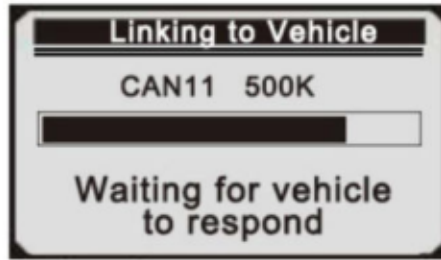 Linking to Vehicle
CAN11 500K
Waiting for vehicle
to respond